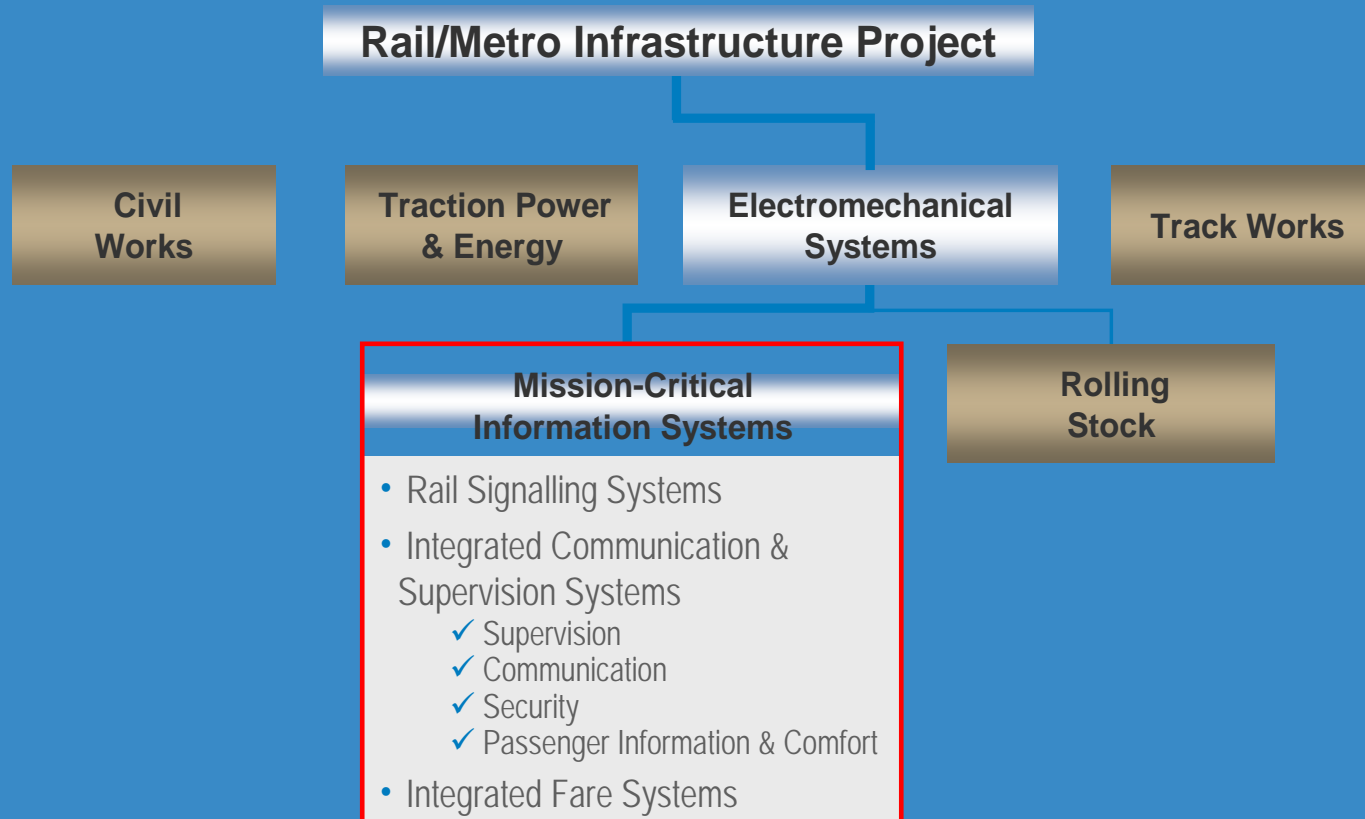 Rail/Metro Infrastructure Project
Civil
Works
Traction Power
& Energy
Electromechanical
Systems
Track Works
Mission-Critical
Information Systems
Rolling
Stock
• Rail Signalling Systems
• Integrated Communication &
Supervision Systems
✓ Supervision
✓ Communication
✓ Security
✓ Passenger Information & Comfort
• Integrated Fare Systems